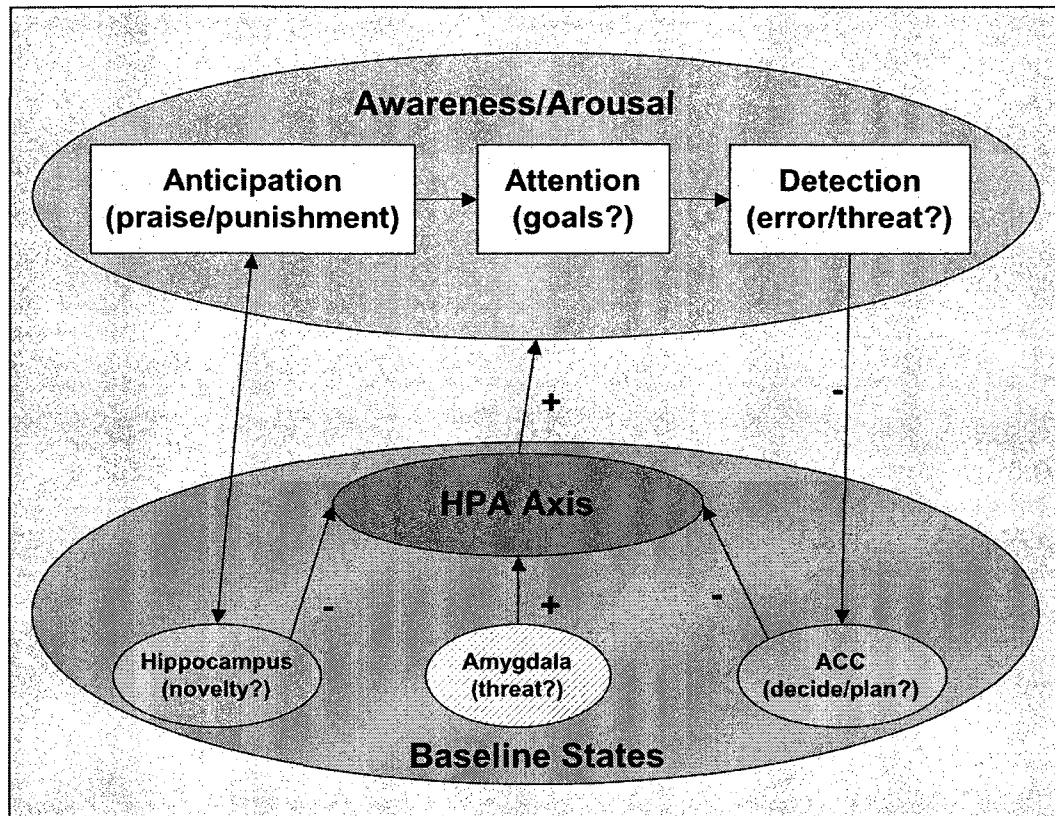 Awareness/Arousal
Anticipation
(praise/punishment)
Attention
(goals?)
Detection
(error/threat?)
+
-
HPA Axis
-
+
-
Hippocampus
(novelty?)
Amygdala
(threat?)
ACC
(decide/plan?)
Baseline States